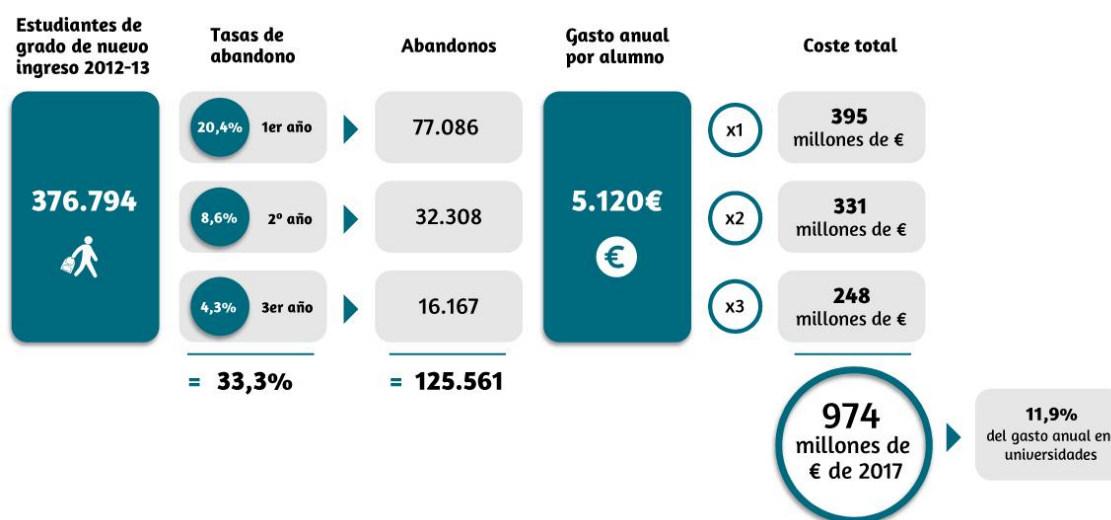 Estudiantes de
grado de nuevo
ingreso 2012-13
Tasas de
abandono
Abandonos
Gasto anual
por alumno
Coste total
376.794
20,4%
1er año
77.086
5.120€
€
x1
395
millones de €
8,6%
2º año
32.308
x2
331
millones de €
4,3%
3er año
16.167
x3
248
millones de €
= 33,3%
= 125.561
974
millones de
€ de 2017
11,9%
del gasto anual en
universidades